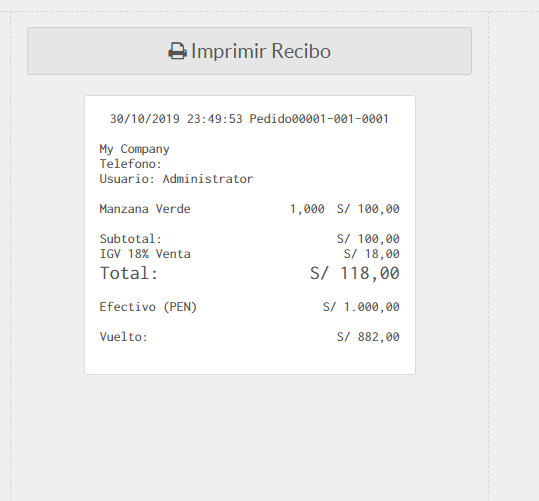 Imprimir Recibo
30/10/2019 23:49:53 Pedido00001-001-0001
My Company
Telefono:
Usuario: Administrator
Manzana Verde 1,000 S/ 100,00
Subtotal: S/ 100,00
IGV 18% Venta S/ 18,00
Total: S/ 118,00
Efectivo (PEN) S/ 1.000,00
Vuelto: S/ 882,00